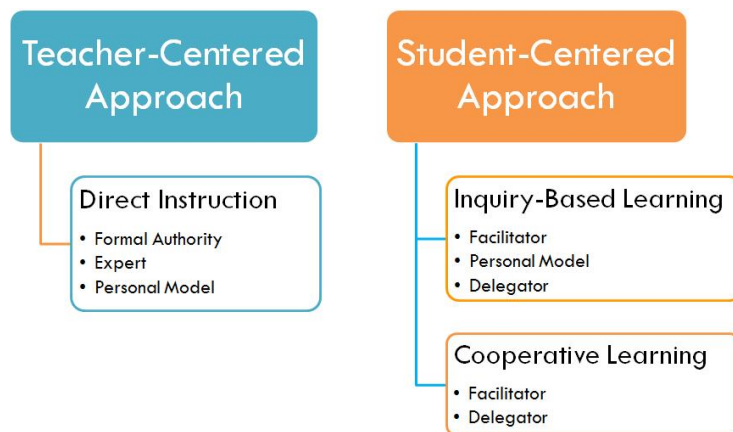 Teacher-Centered
Approach
Direct Instruction
• Formal Authority
• Expert
• Personal Model
Student-Centered
Approach
Inquiry-Based Learning
• Facilitator
• Personal Model
• Delegator
Cooperative Learning
• Facilitator
• Delegator